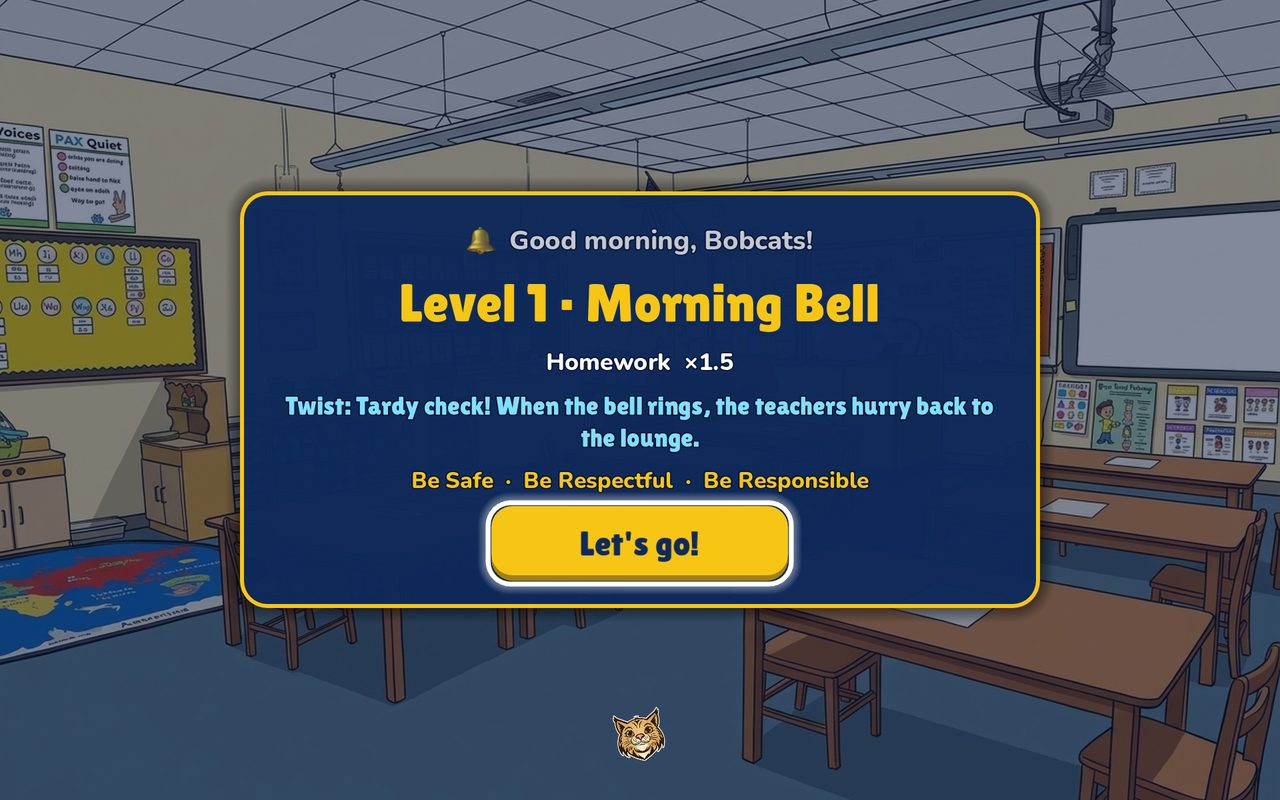 Voices
PAX Quiet
🔔 Good morning, Bobcats!
Level 1 · Morning Bell
Homework ×1.5
Twist: Tardy check! When the bell rings, the teachers hurry back to
the lounge.
Be Safe · Be Respectful · Be Responsible
Let's go!